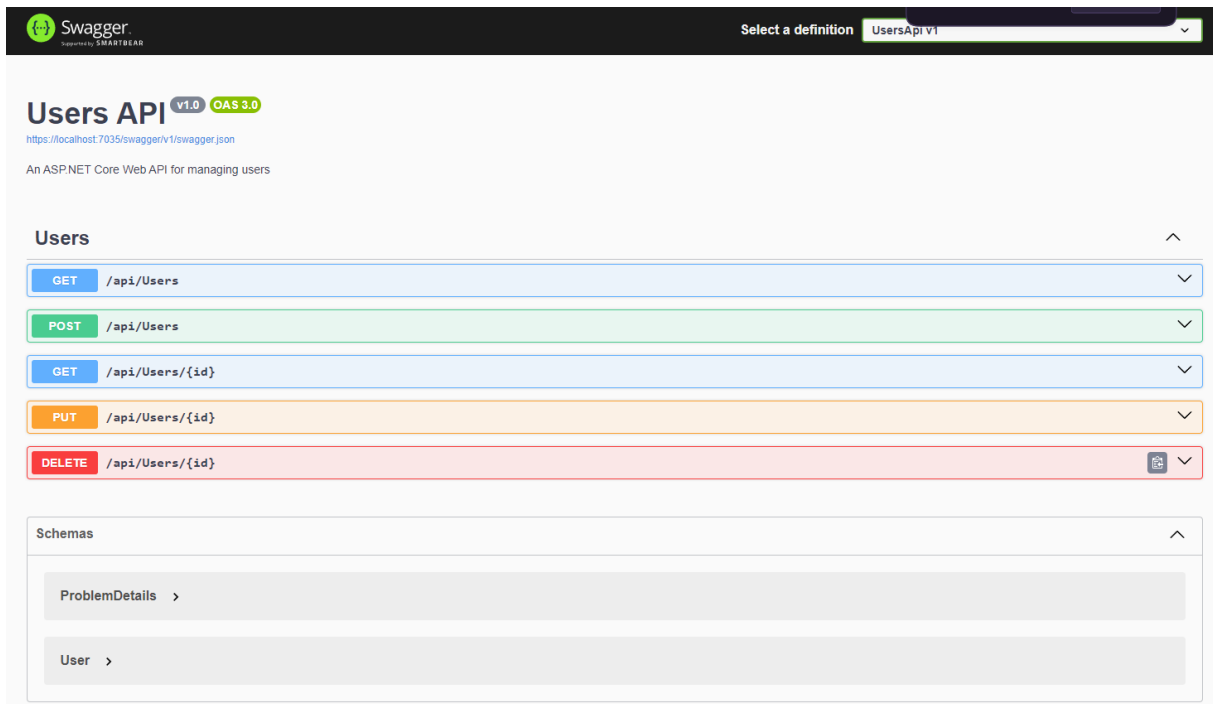 Swagger.
Supported by SMARTBEAR
Select a definition UsersApi v1
Users API v1.0 OAS 3.0
https://localhost:7035/swagger/v1/swagger.json
An ASP.NET Core Web API for managing users
Users
GET /api/Users
POST /api/Users
GET /api/Users/{id}
PUT /api/Users/{id}
DELETE /api/Users/{id}
Schemas
ProblemDetails
User